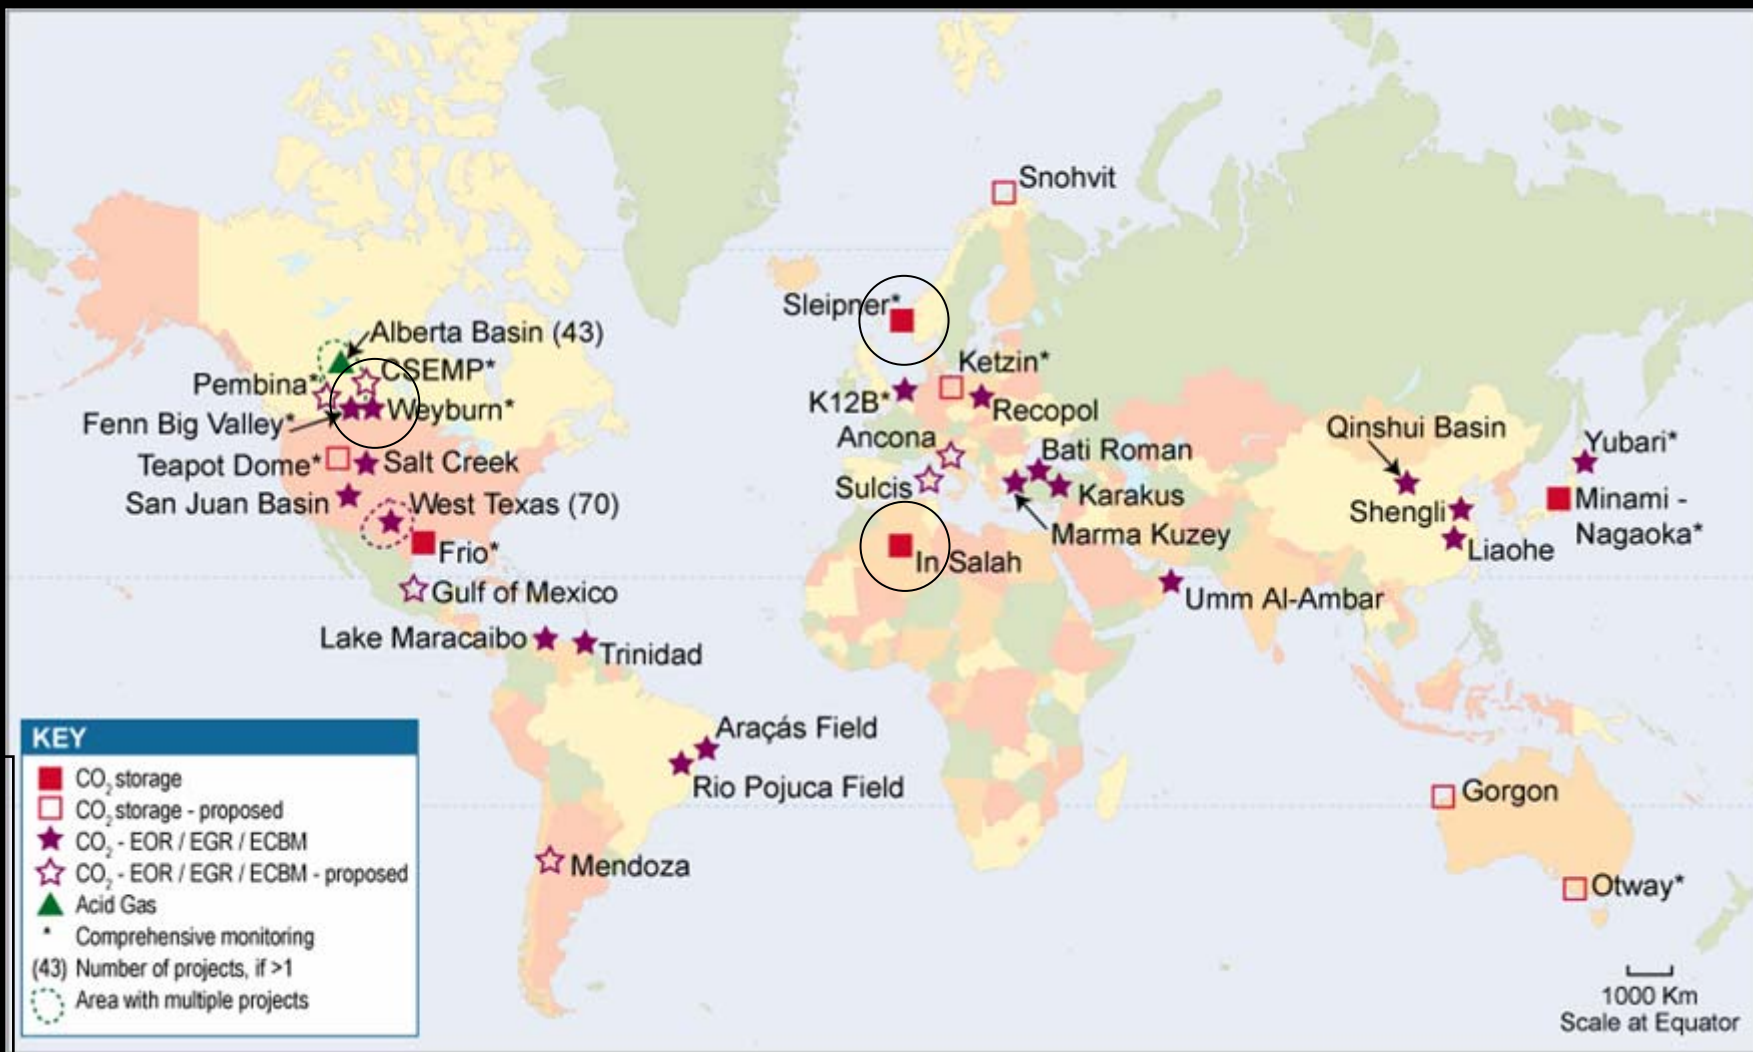 Snohvit
Sleipner*
Alberta Basin (43)
CSEMP*
Pembina*
Fenn Big Valley*
Weyburn*
Teapot Dome*
Salt Creek
San Juan Basin
West Texas (70)
Frio*
Gulf of Mexico
Lake Maracaibo
Trinidad
Araçás Field
Rio Pojuca Field
Mendoza
Ketzin*
K12B*
Recopol
Ancona
Sulcis
Bati Roman
Karakus
Marma Kuzey
In Salah
Umm Al-Ambar
Qinshui Basin
Yubari*
Shengli
Liaohe
Minami -
Nagaoka*
Gorgon
Otway*
KEY
CO₂ storage
CO₂ storage - proposed
CO₂ - EOR / EGR / ECBM
CO₂ - EOR / EGR / ECBM - proposed
Acid Gas
* Comprehensive monitoring
(43) Number of projects, if >1
Area with multiple projects
1000 Km
Scale at Equator